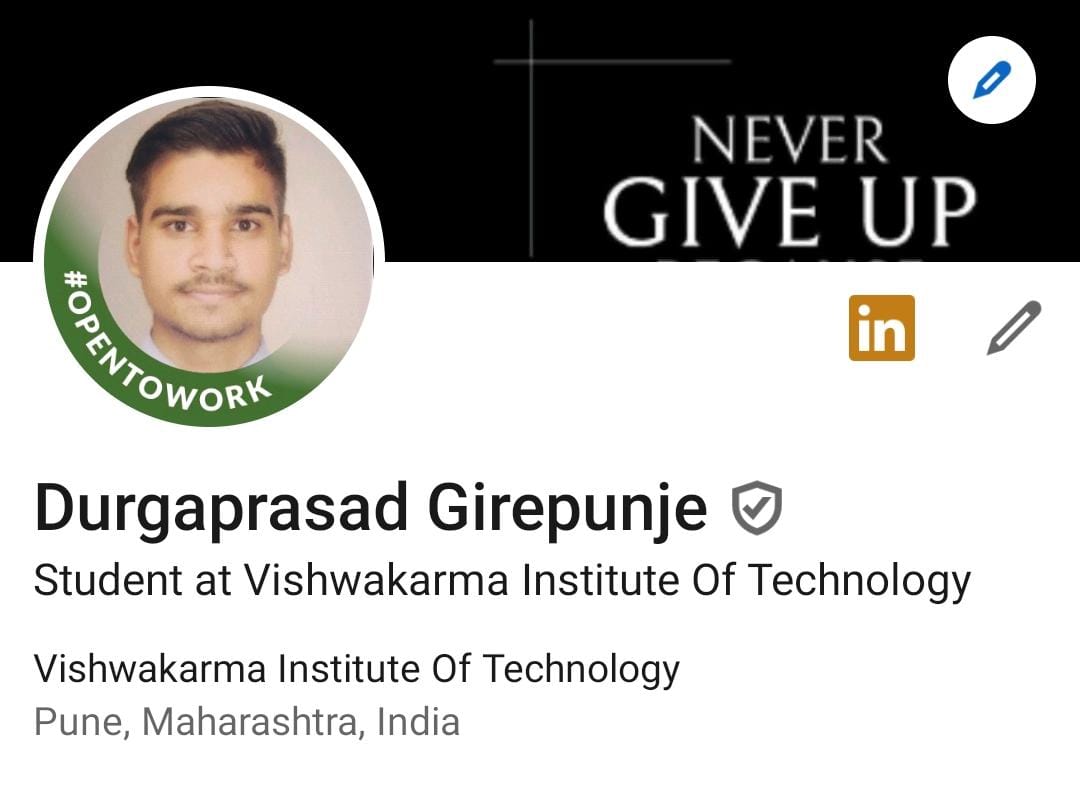 NEVER
GIVE UP
#OPENTOWORK
in
Durgaprasad Girepunje
Student at Vishwakarma Institute Of Technology
Vishwakarma Institute Of Technology
Pune, Maharashtra, India